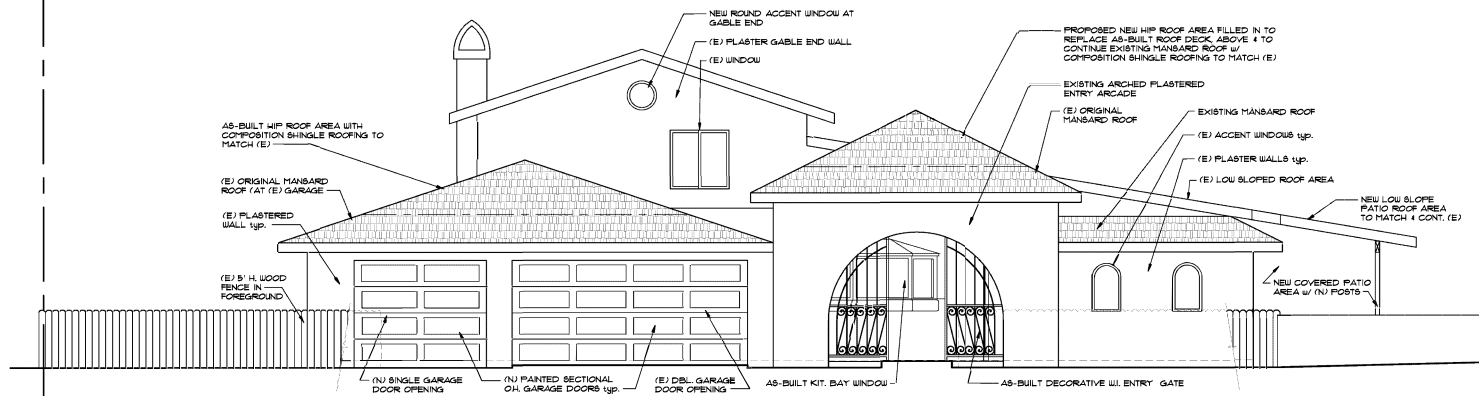 NEW ROUND ACCENT WINDOW AT
GABLE END
(E) PLASTER GABLE END WALL
(E) WINDOW
PROPOSED NEW HIP ROOF AREA FILLED IN TO
REPLACE AS-BUILT ROOF DECK, ABOVE & TO
CONTINUE EXISTING MANSARD ROOF w/
COMPOSITION SHINGLE ROOFING TO MATCH (E)
EXISTING ARCHED PLASTERED
ENTRY ARCADE
(E) ORIGINAL
MANSARD ROOF
EXISTING MANSARD ROOF
(E) ACCENT WINDOWS typ.
(E) PLASTER WALLS typ.
(E) LOW SLOPED ROOF AREA
NEW LOW SLOPE
PATIO ROOF AREA
TO MATCH & CONT. (E)
AS-BUILT HIP ROOF AREA WITH
COMPOSITION SHINGLE ROOFING TO
MATCH (E)
(E) ORIGINAL MANSARD
ROOF (AT (E) GARAGE
(E) PLASTERED
WALL typ.
(E) 5' H. WOOD
FENCE IN
FOREGROUND
NEW COVERED PATIO
AREA w/ (N) POSTS
(N) SINGLE GARAGE
DOOR OPENING
(N) PAINTED SECTIONAL
O.H. GARAGE DOORS typ.
(E) DBL. GARAGE
DOOR OPENING
AS-BUILT KIT. BAY WINDOW
AS-BUILT DECORATIVE W.I. ENTRY GATE